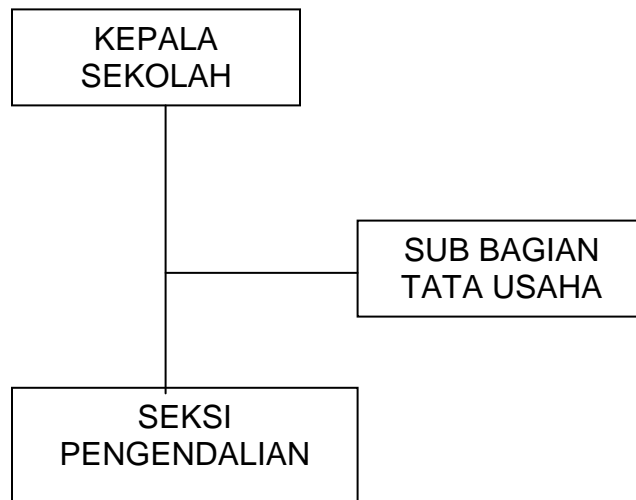 KEPALA
SEKOLAH
SUB BAGIAN
TATA USAHA
SEKSI
PENGENDALIAN